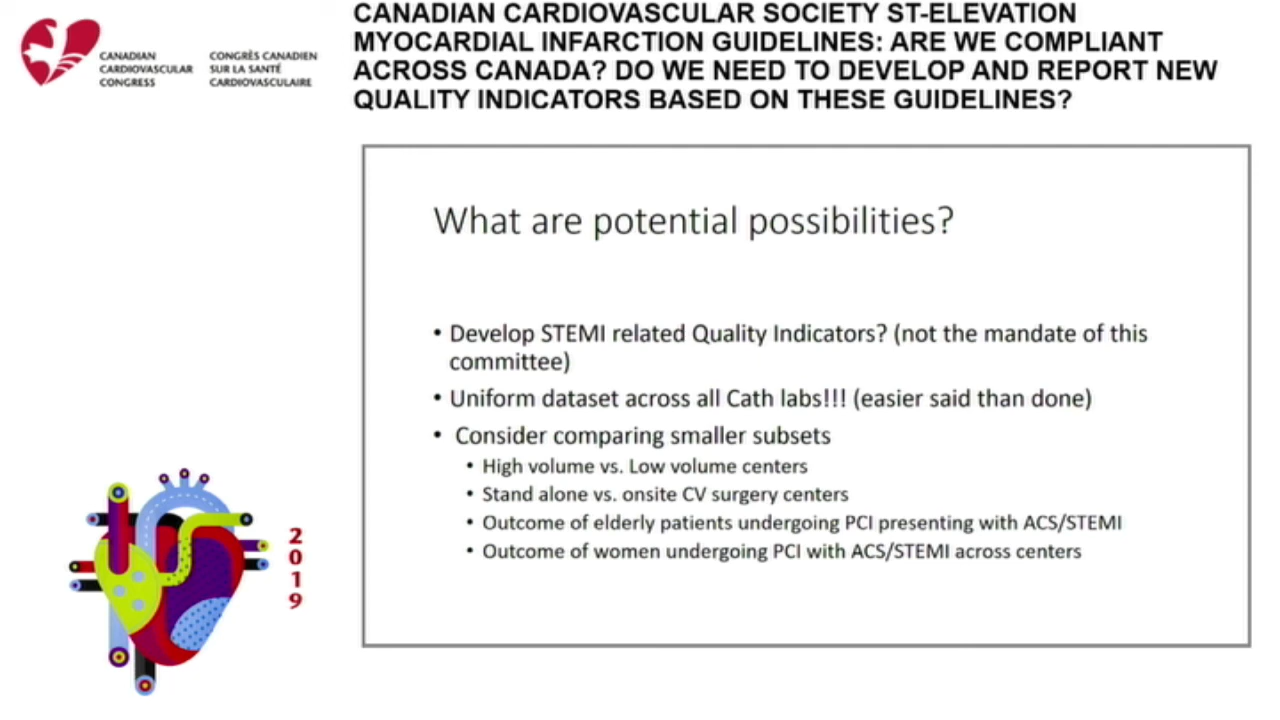 CANADIAN CARDIOVASCULAR SOCIETY ST-ELEVATION
MYOCARDIAL INFARCTION GUIDELINES: ARE WE COMPLIANT
ACROSS CANADA? DO WE NEED TO DEVELOP AND REPORT NEW
QUALITY INDICATORS BASED ON THESE GUIDELINES?
CANADIAN
CARDIOVASCULAR
CONGRESS
CONGRÈS CANADIEN
SUR LA SANTÉ
CARDIOVASCULAIRE
What are potential possibilities?
• Develop STEMI related Quality Indicators? (not the mandate of this
committee)
• Uniform dataset across all Cath labs!!! (easier said than done)
• Consider comparing smaller subsets
• High volume vs. Low volume centers
• Stand alone vs. onsite CV surgery centers
• Outcome of elderly patients undergoing PCI presenting with ACS/STEMI
• Outcome of women undergoing PCI with ACS/STEMI across centers
2
0
1
9